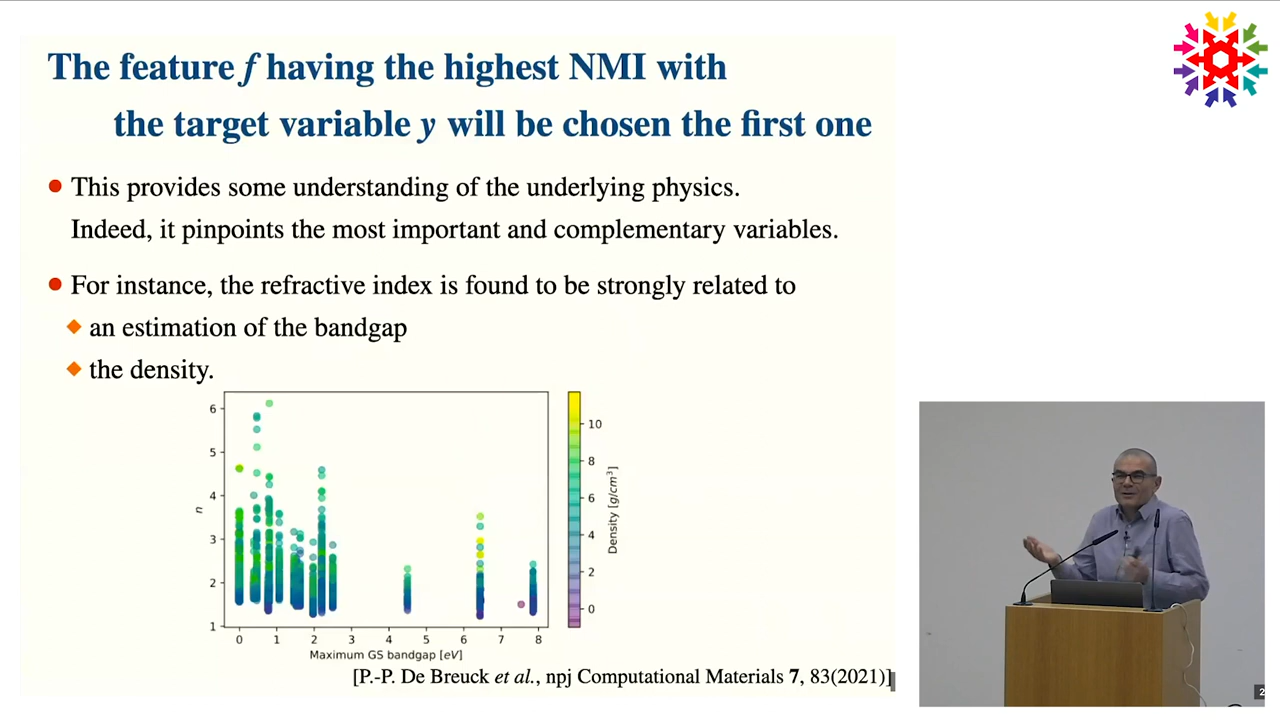 The feature f having the highest NMI with
the target variable y will be chosen the first one
• This provides some understanding of the underlying physics.
Indeed, it pinpoints the most important and complementary variables.
• For instance, the refractive index is found to be strongly related to
◆ an estimation of the bandgap
◆ the density.
6
5
4
3
2
1
n
0 1 2 3 4 5 6 7 8
Maximum GS bandgap [eV]
10
8
6
4
2
0
Density [g/cm³]
[P.-P. De Breuck et al., npj Computational Materials 7, 83(2021)]
2